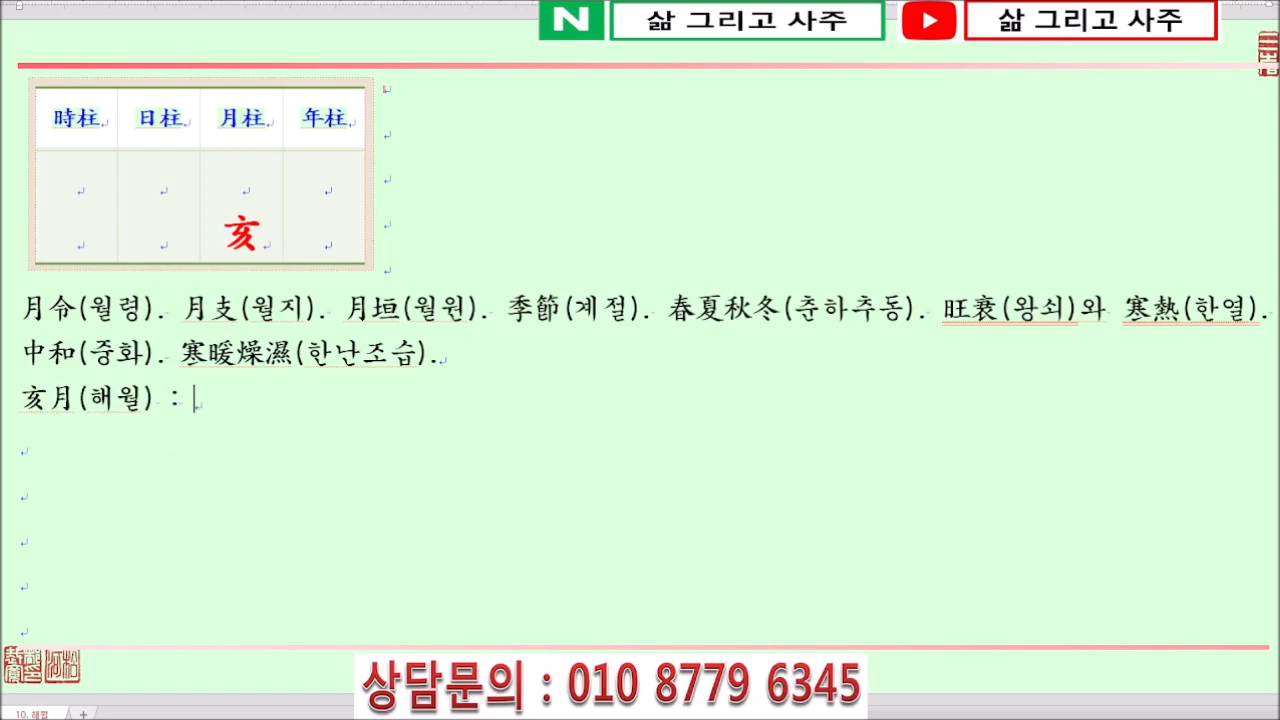 N 삶 그리고 사주 삶 그리고 사주
時柱 日柱 月柱 年柱
亥
月令(월령). 月支(월지). 月垣(월원). 季節(계절). 春夏秋冬(춘하추동). 旺衰(왕쇠)와 寒熱(한열).
中和(중화). 寒暖燥濕(한난조습).
亥月(해월) :
상담문의 : 010 8779 6345
10. 해월